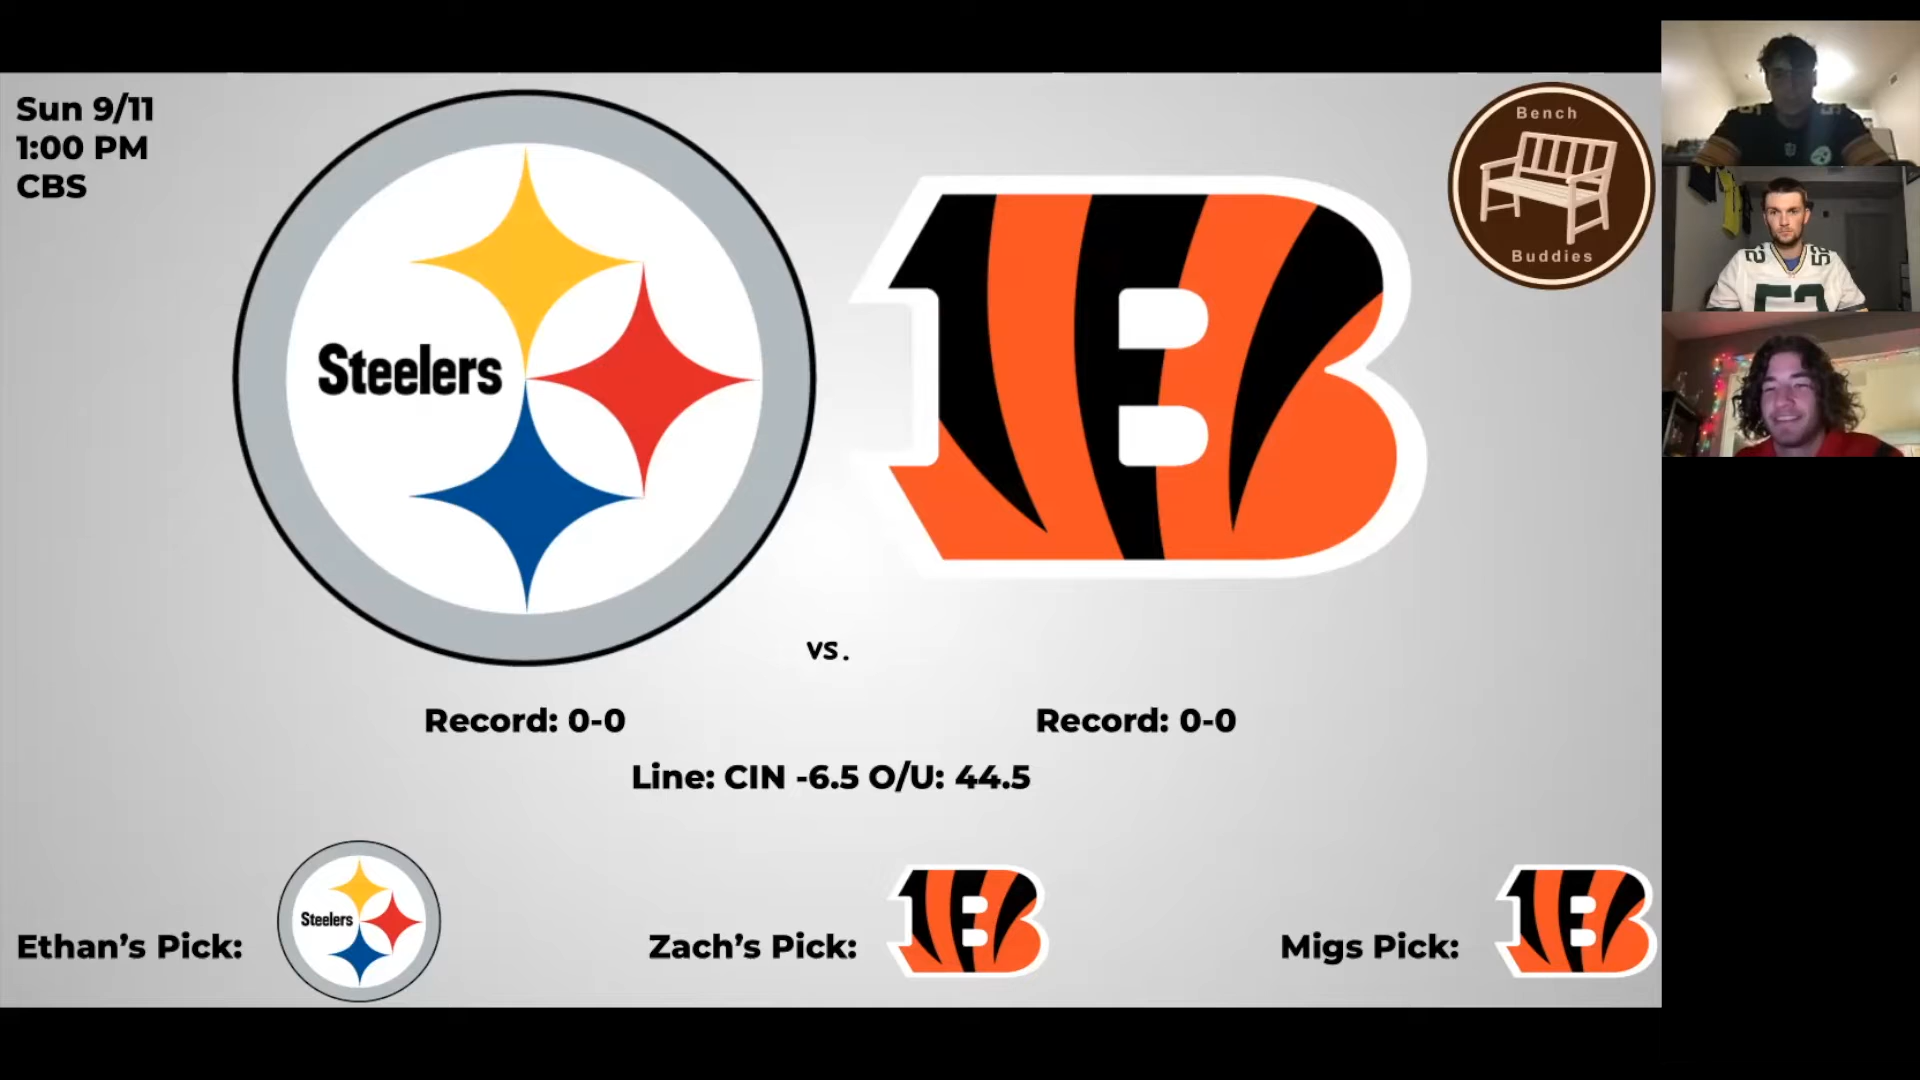 Sun 9/11
1:00 PM
CBS
Bench
Buddies
Steelers
vs.
Record: 0-0
Record: 0-0
Line: CIN -6.5 O/U: 44.5
Ethan’s Pick:
Steelers
Zach’s Pick:
Migs Pick:
52